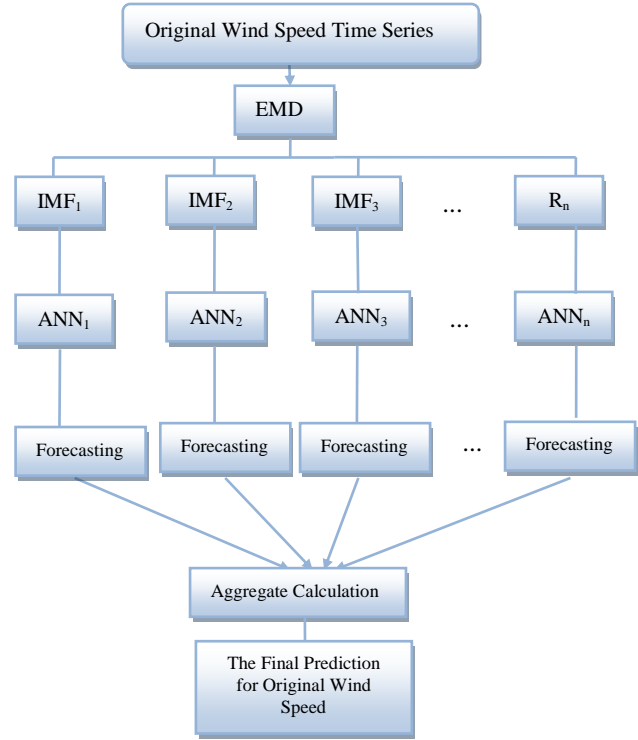 Original Wind Speed Time Series
EMD
IMF₁ IMF₂ IMF₃ ... Rₙ
ANN₁ ANN₂ ANN₃ ... ANNₙ
Forecasting Forecasting Forecasting ... Forecasting
Aggregate Calculation
The Final Prediction
for Original Wind
Speed